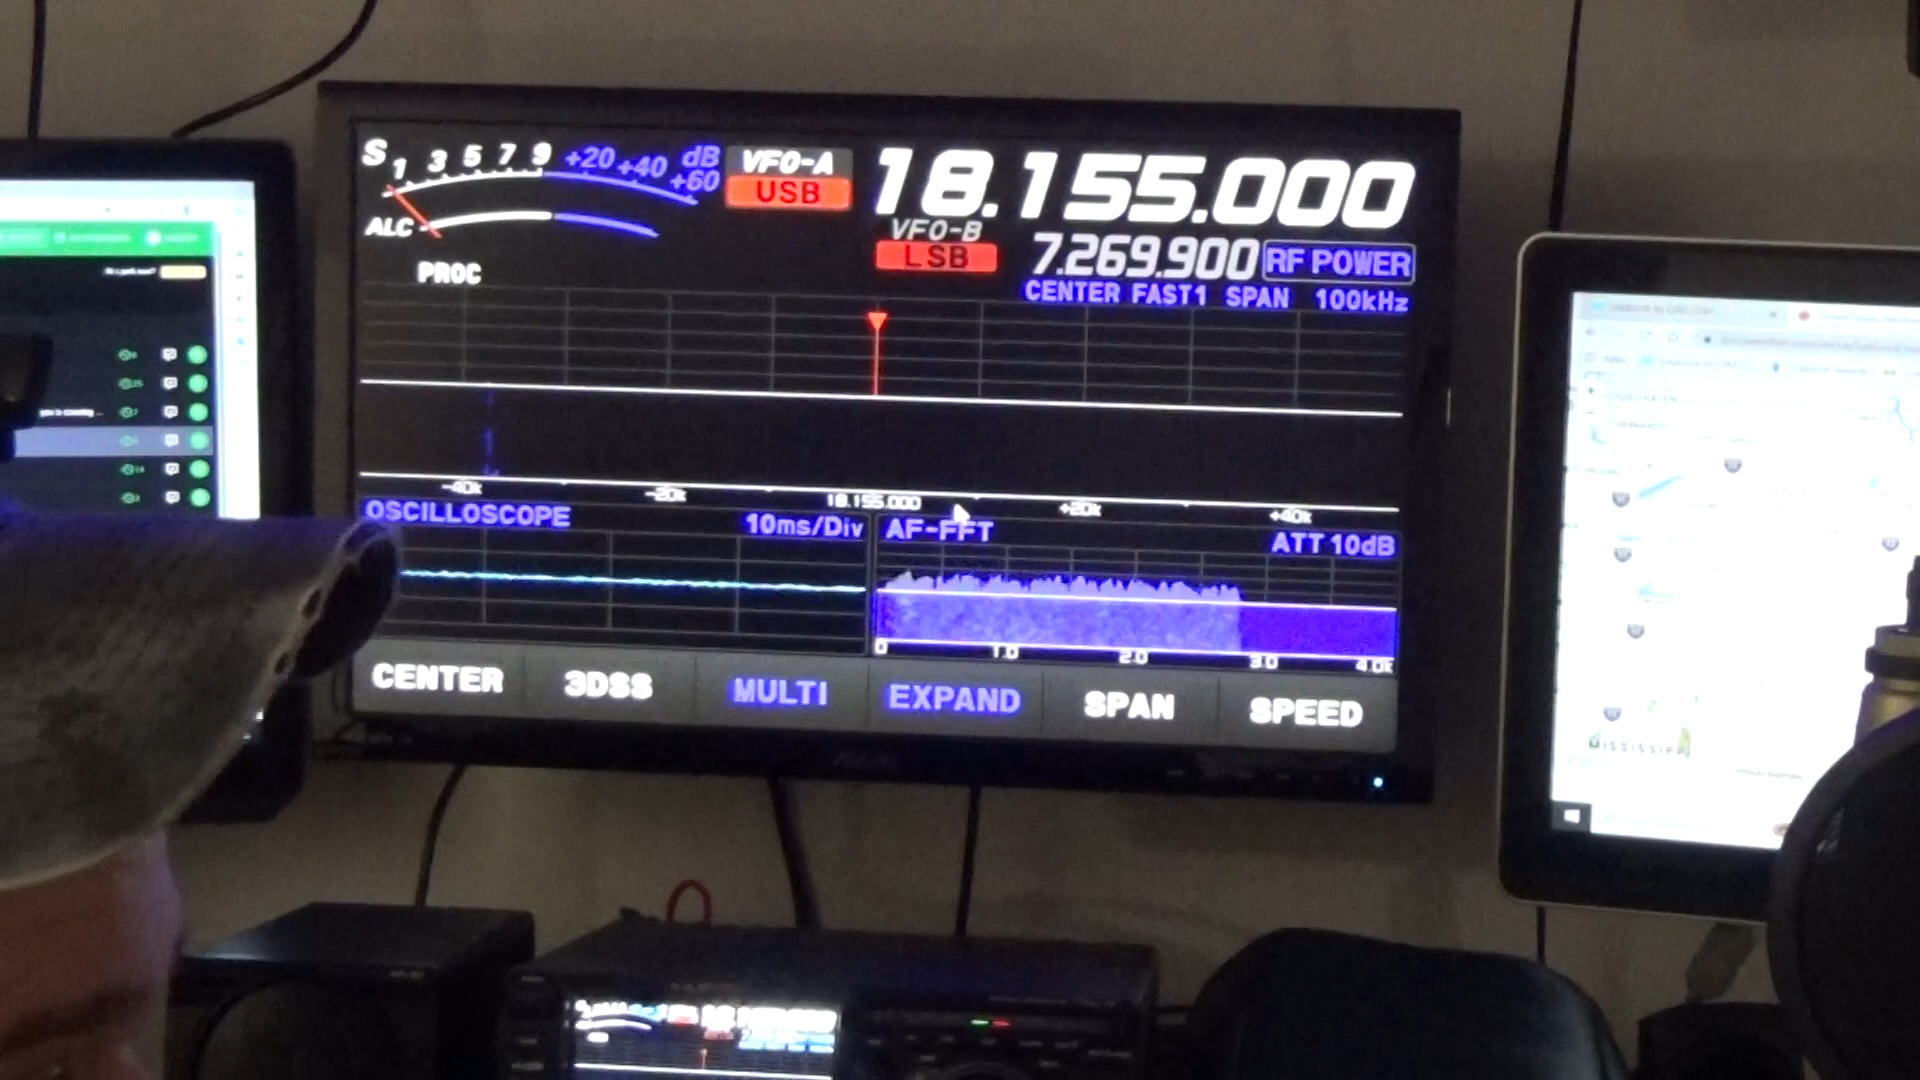 S 1 3 5 7 9 +20 +40 dB +60
ALC
PROC
VFO-A
USB
18.155.000
VFO-B
LSB
7.269.900
RF POWER
CENTER FAST1 SPAN 100kHz
-40k -20k 18.155.000 +20k +40k
OSCILLOSCOPE 10ms/Div
AF-FFT ATT 10dB
0 1.0 2.0 3.0 4.0k
CENTER 3DSS MULTI EXPAND SPAN SPEED
MISSISSIPPI